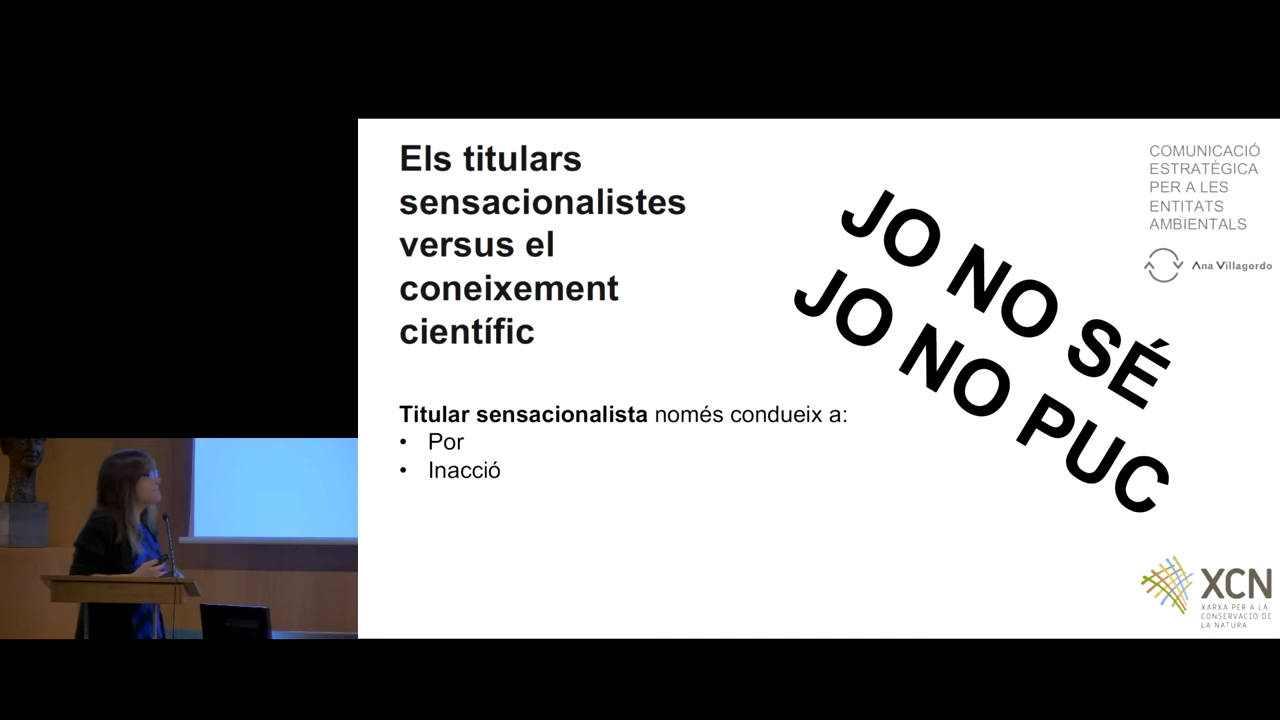 Els titulars
sensacionalistes
versus el
coneixement
científic
Titular sensacionalista només condueix a:
• Por
• Inacció
JO NO SÉ
JO NO PUC
COMUNICACIÓ
ESTRATÈGICA
PER A LES
ENTITATS
AMBIENTALS
Ana Villagordo
XCN
XARXA PER A LA
CONSERVACIÓ DE
LA NATURA